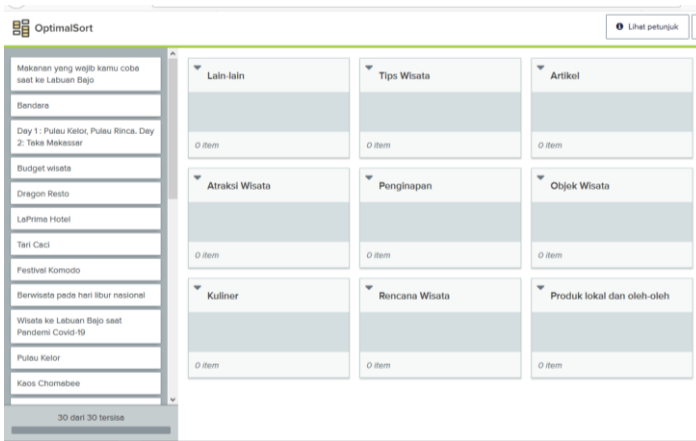 OptimalSort
Lihat petunjuk
Makanan yang wajib kamu coba
saat ke Labuan Bajo
Bandara
Day 1 : Pulau Kelor, Pulau Rinca. Day
2: Taka Makassar
Budget wisata
Dragon Resto
LaPrima Hotel
Tari Caci
Festival Komodo
Berwisata pada hari libur nasional
Wisata ke Labuan Bajo saat
Pandemi Covid-19
Pulau Kelor
Kaos Chomabee
30 dari 30 tersisa
Lain-lain
0 item
Tips Wisata
0 item
Artikel
0 item
Atraksi Wisata
0 item
Penginapan
0 item
Objek Wisata
0 item
Kuliner
0 item
Rencana Wisata
0 item
Produk lokal dan oleh-oleh
0 item